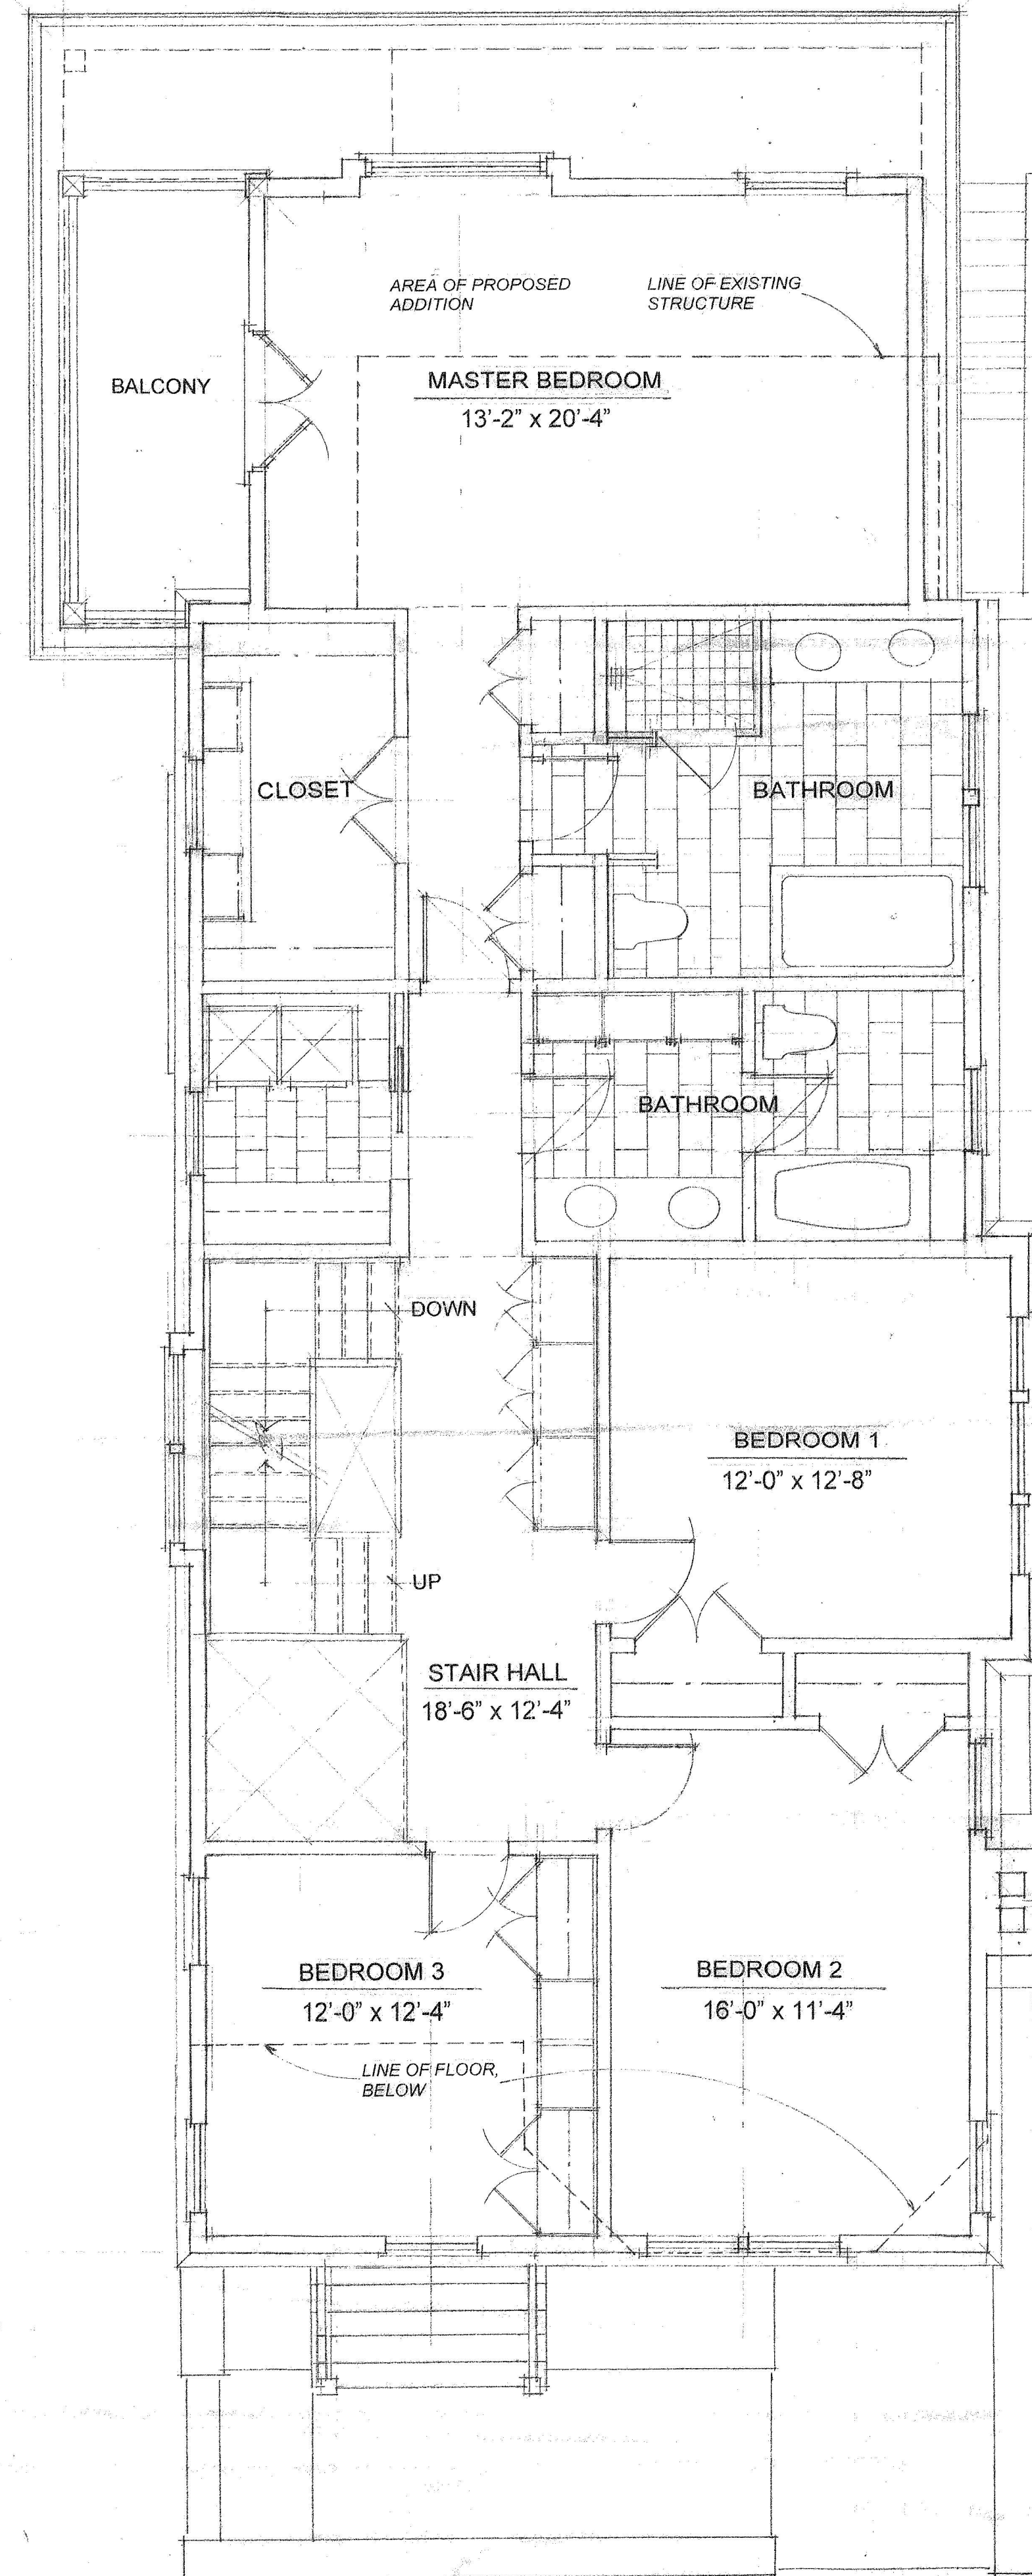 AREA OF PROPOSED
ADDITION
LINE OF EXISTING
STRUCTURE
BALCONY
MASTER BEDROOM
13'-2" x 20'-4"
CLOSET
BATHROOM
BATHROOM
DOWN
BEDROOM 1
12'-0" x 12'-8"
UP
STAIR HALL
18'-6" x 12'-4"
BEDROOM 3
12'-0" x 12'-4"
BEDROOM 2
16'-0" x 11'-4"
LINE OF FLOOR,
BELOW